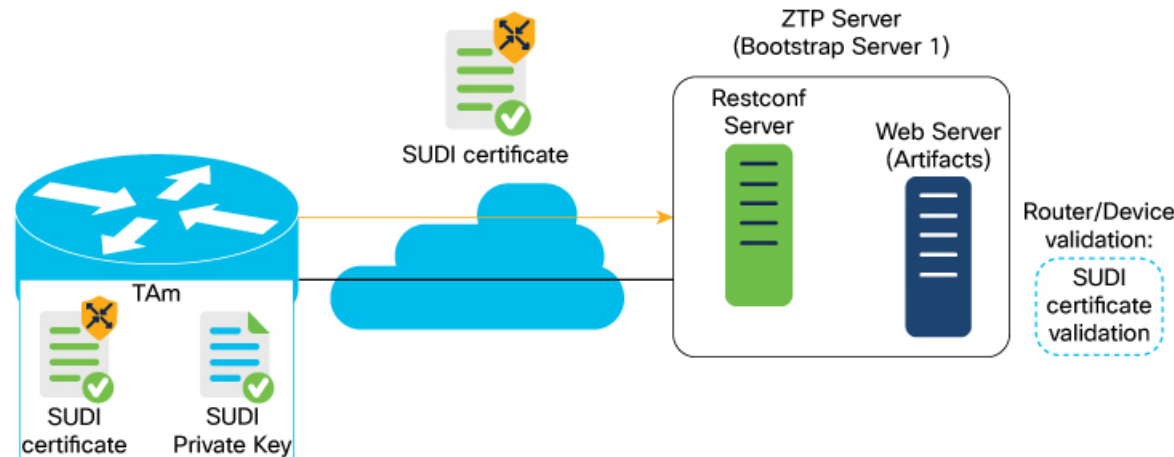 ZTP Server
(Bootstrap Server 1)
SUDI certificate
Restconf
Server
Web Server
(Artifacts)
Router/Device
validation:
SUDI
certificate
validation
TAm
SUDI
certificate
SUDI
Private Key